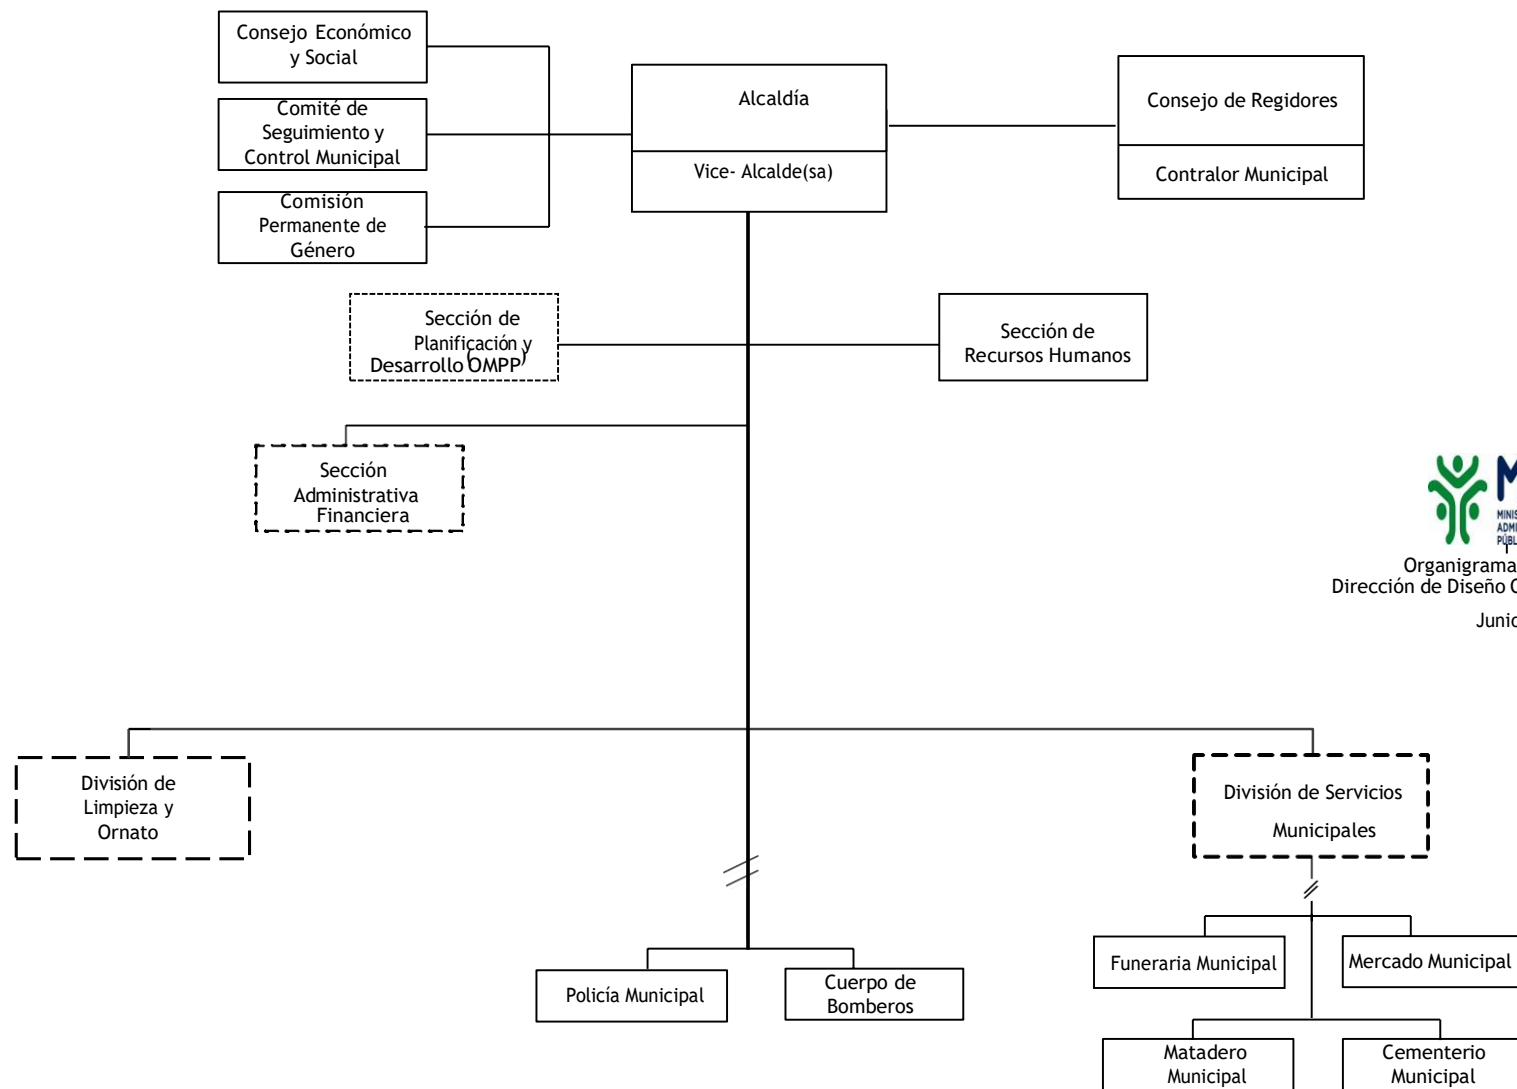 Consejo Económico
y Social
Comité de
Seguimiento y
Control Municipal
Comisión
Permanente de
Género
Alcaldía
Vice- Alcalde(sa)
Consejo de Regidores
Contralor Municipal
Sección de
Planificación y
Desarrollo (OMPP)
Sección de
Recursos Humanos
Sección
Administrativa
Financiera
Organigrama
Dirección de Diseño
División de
Limpieza y
Ornato
División de Servicios
Municipales
Policía Municipal
Cuerpo de
Bomberos
Funeraria Municipal
Mercado Municipal
Matadero
Municipal
Cementerio
Municipal